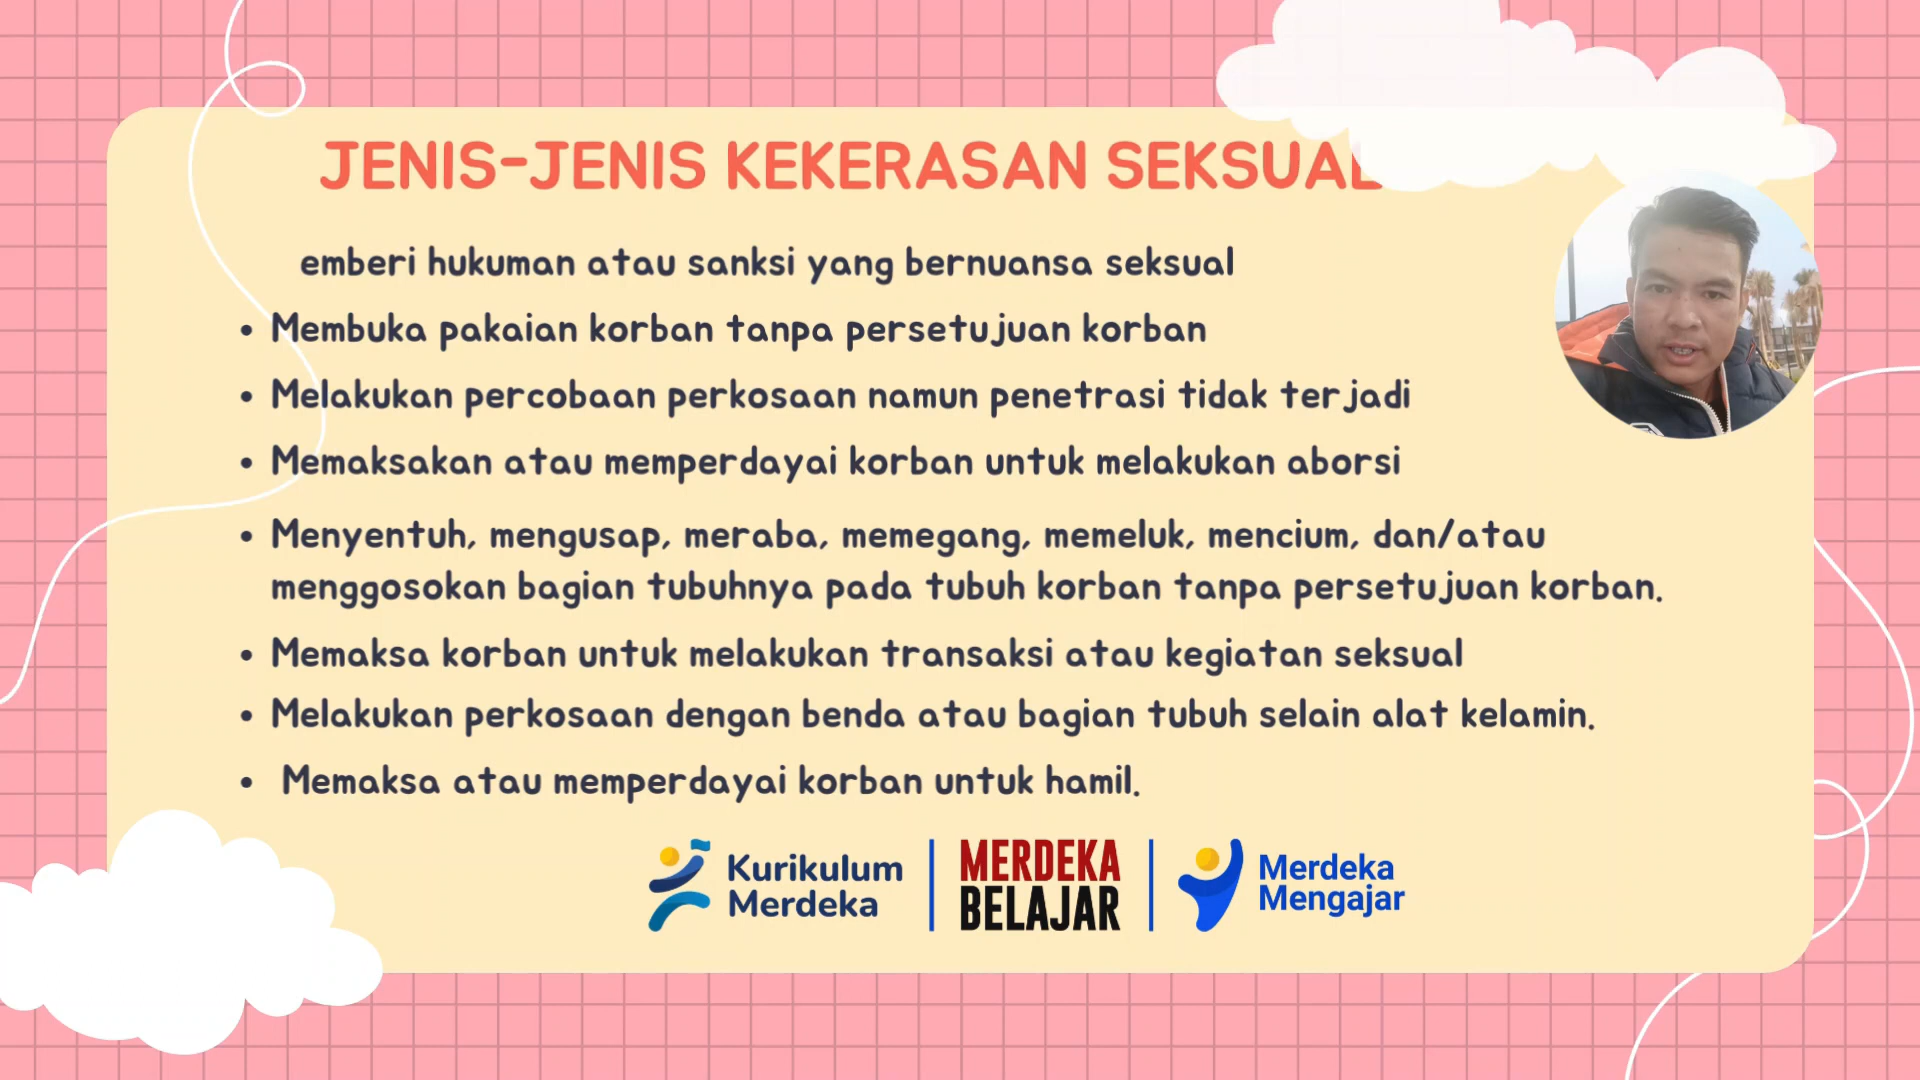 JENIS-JENIS KEKERASAN SEKSUAL
emberi hukuman atau sanksi yang bernuansa seksual
• Membuka pakaian korban tanpa persetujuan korban
• Melakukan percobaan perkosaan namun penetrasi tidak terjadi
• Memaksakan atau memperdayai korban untuk melakukan aborsi
• Menyentuh, mengusap, meraba, memegang, memeluk, mencium, dan/atau
menggosokan bagian tubuhnya pada tubuh korban tanpa persetujuan korban.
• Memaksa korban untuk melakukan transaksi atau kegiatan seksual
• Melakukan perkosaan dengan benda atau bagian tubuh selain alat kelamin.
• Memaksa atau memperdayai korban untuk hamil.
Kurikulum
Merdeka
MERDEKA
BELAJAR
Merdeka
Mengajar